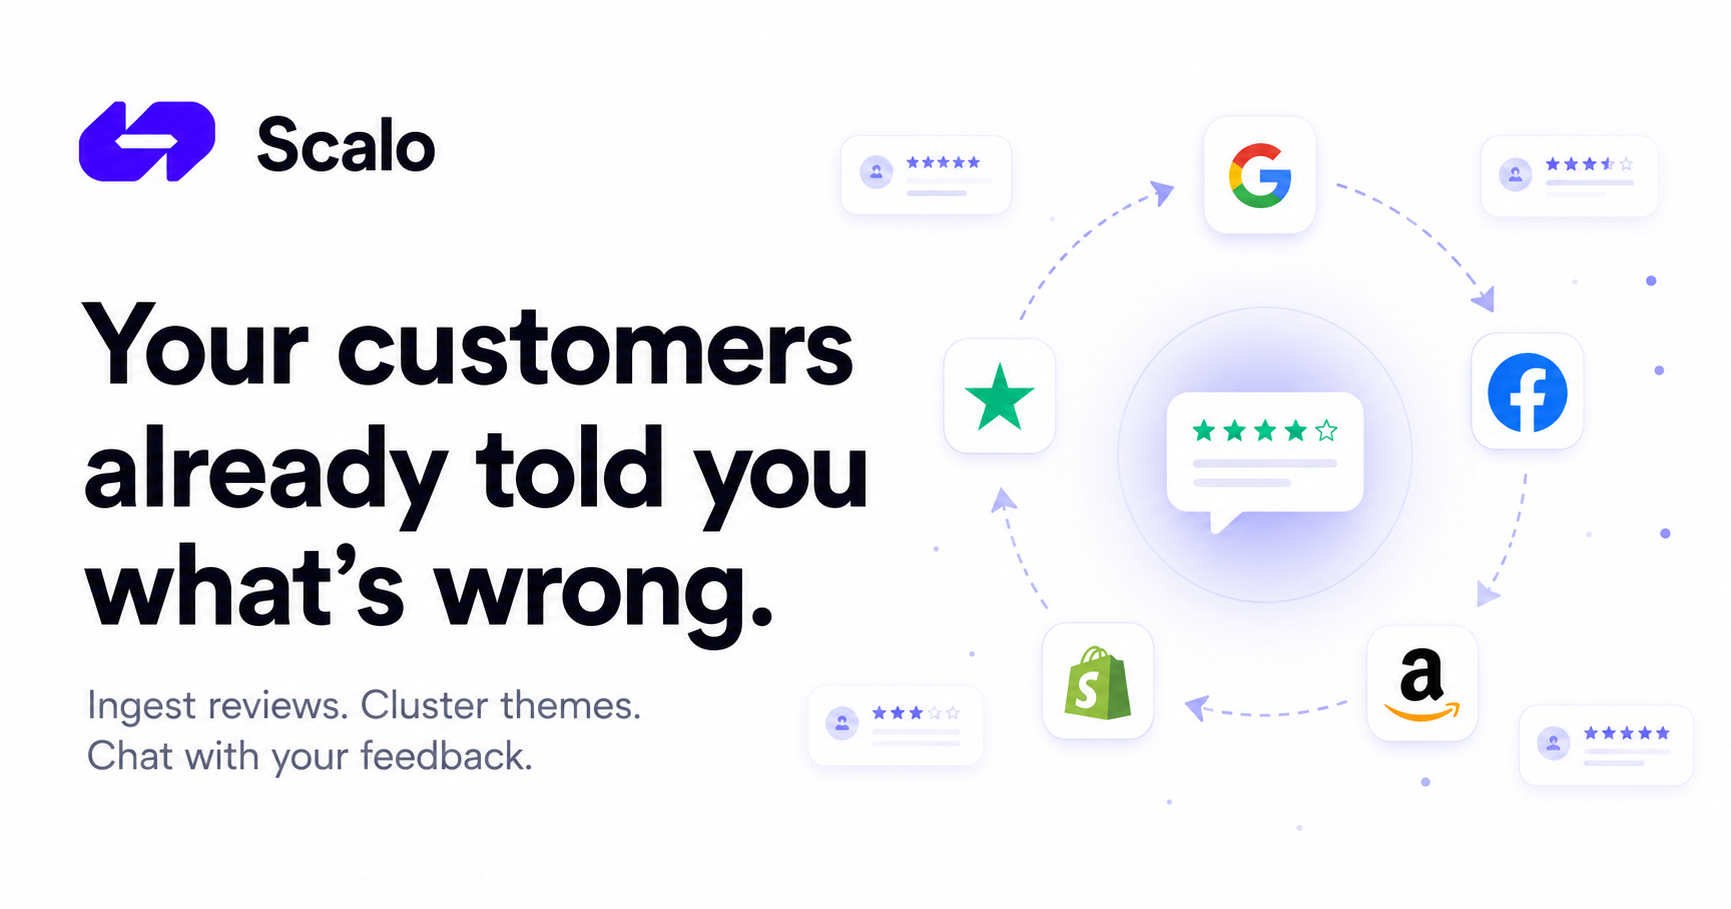 Scalo
Your customers
already told you
what’s wrong.
Ingest reviews. Cluster themes.
Chat with your feedback.